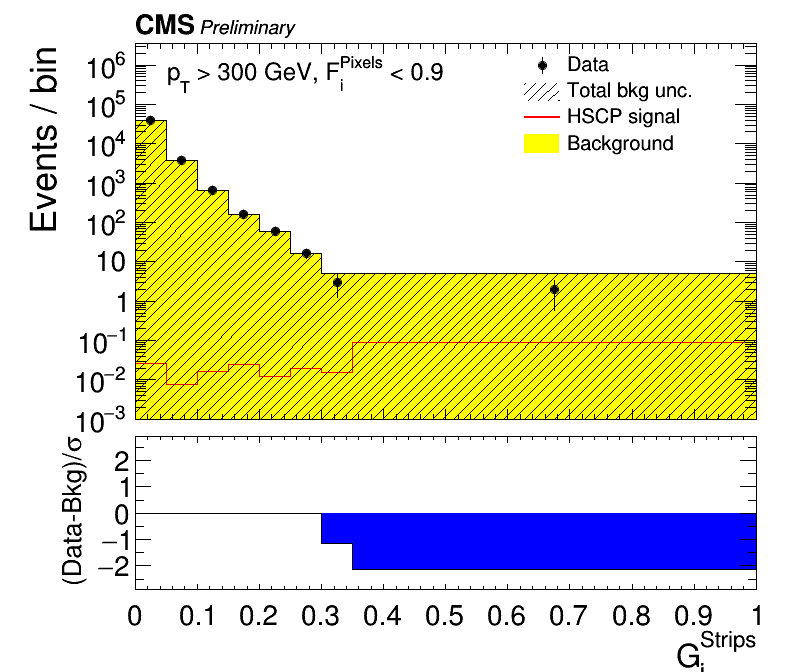 CMS Preliminary
p_T > 300 GeV, F_i^Pixels < 0.9
Data
Total bkg unc.
HSCP signal
Background
Events / bin
10^6
10^5
10^4
10^3
10^2
10
1
10^−1
10^−2
10^−3
(Data-Bkg)/σ
2
1
0
−1
−2
0 0.1 0.2 0.3 0.4 0.5 0.6 0.7 0.8 0.9 1
G_i^Strips